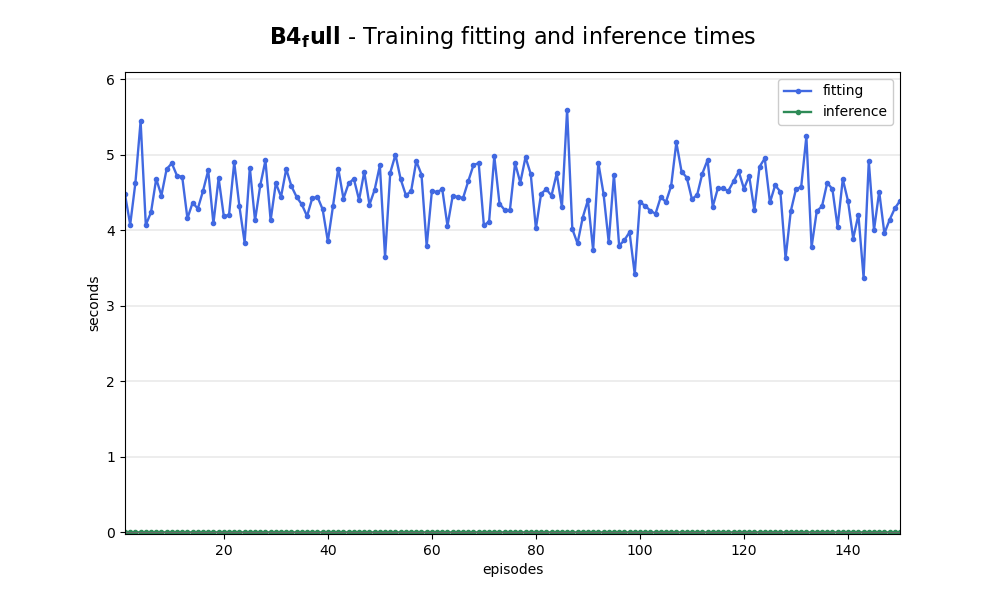 B4full - Training fitting and inference times
fitting
inference
6
5
4
3
2
1
0
seconds
20 40 60 80 100 120 140
episodes